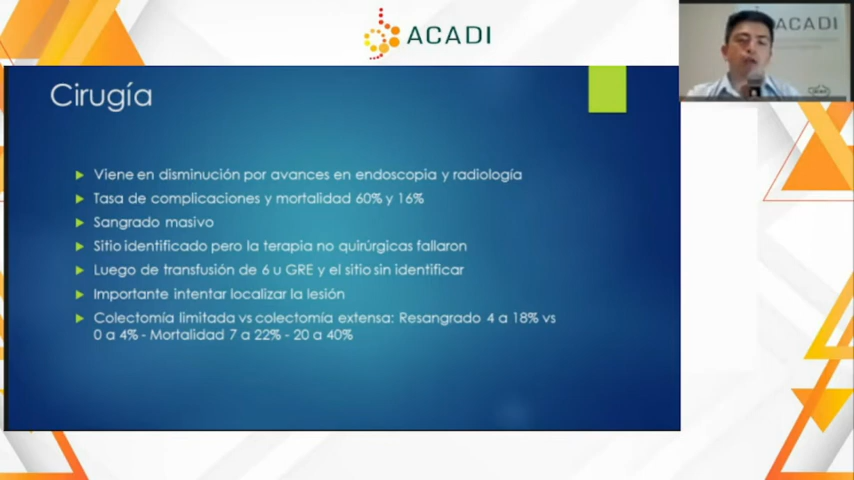 ACADI
ACADI
Cirugía
Viene en disminución por avances en endoscopia y radiología
Tasa de complicaciones y mortalidad 60% y 16%
Sangrado masivo
Sitio identificado pero la terapia no quirúrgicas fallaron
Luego de transfusión de 6 u GRE y el sitio sin identificar
Importante intentar localizar la lesión
Colectomía limitada vs colectomía extensa: Resangrado 4 a 18% vs
0 a 4% - Mortalidad 7 a 22% - 20 a 40%